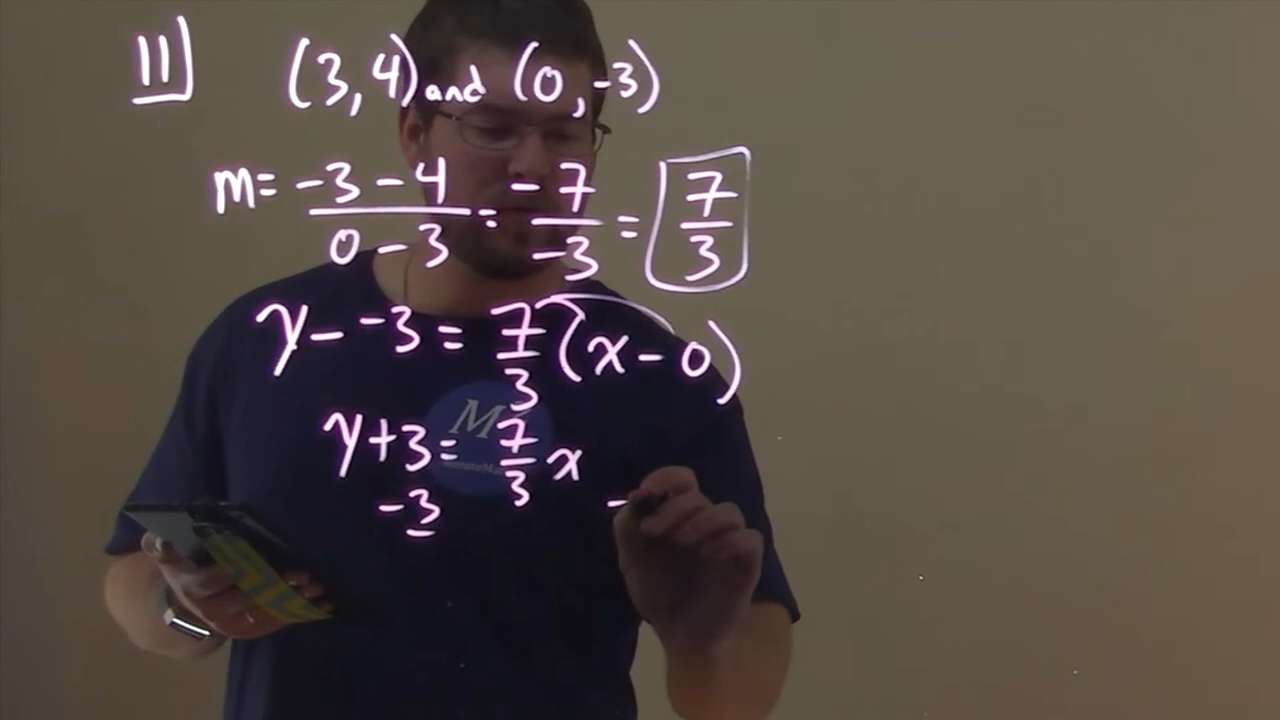 11 (3, 4) and (0, -3)
m = -3 - 4 / 0 - 3 = -7 / -3 = 7 / 3
y - -3 = 7/3 (x - 0)
y + 3 = 7/3 x
-3 -